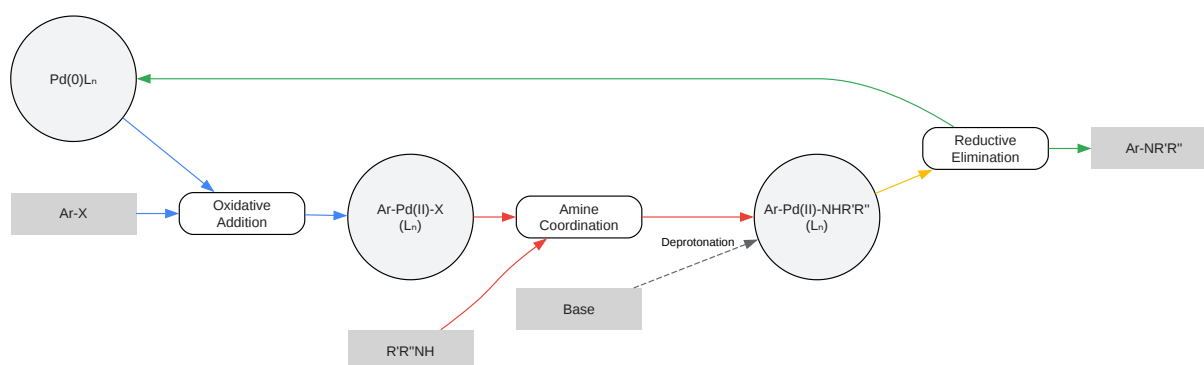 Pd(0)Lₙ
Ar-X
Oxidative
Addition
Ar-Pd(II)-X
(Lₙ)
R'R"NH
Amine
Coordination
Base
Deprotonation
Ar-Pd(II)-NHR'R"
(Lₙ)
Reductive
Elimination
Ar-NR'R"